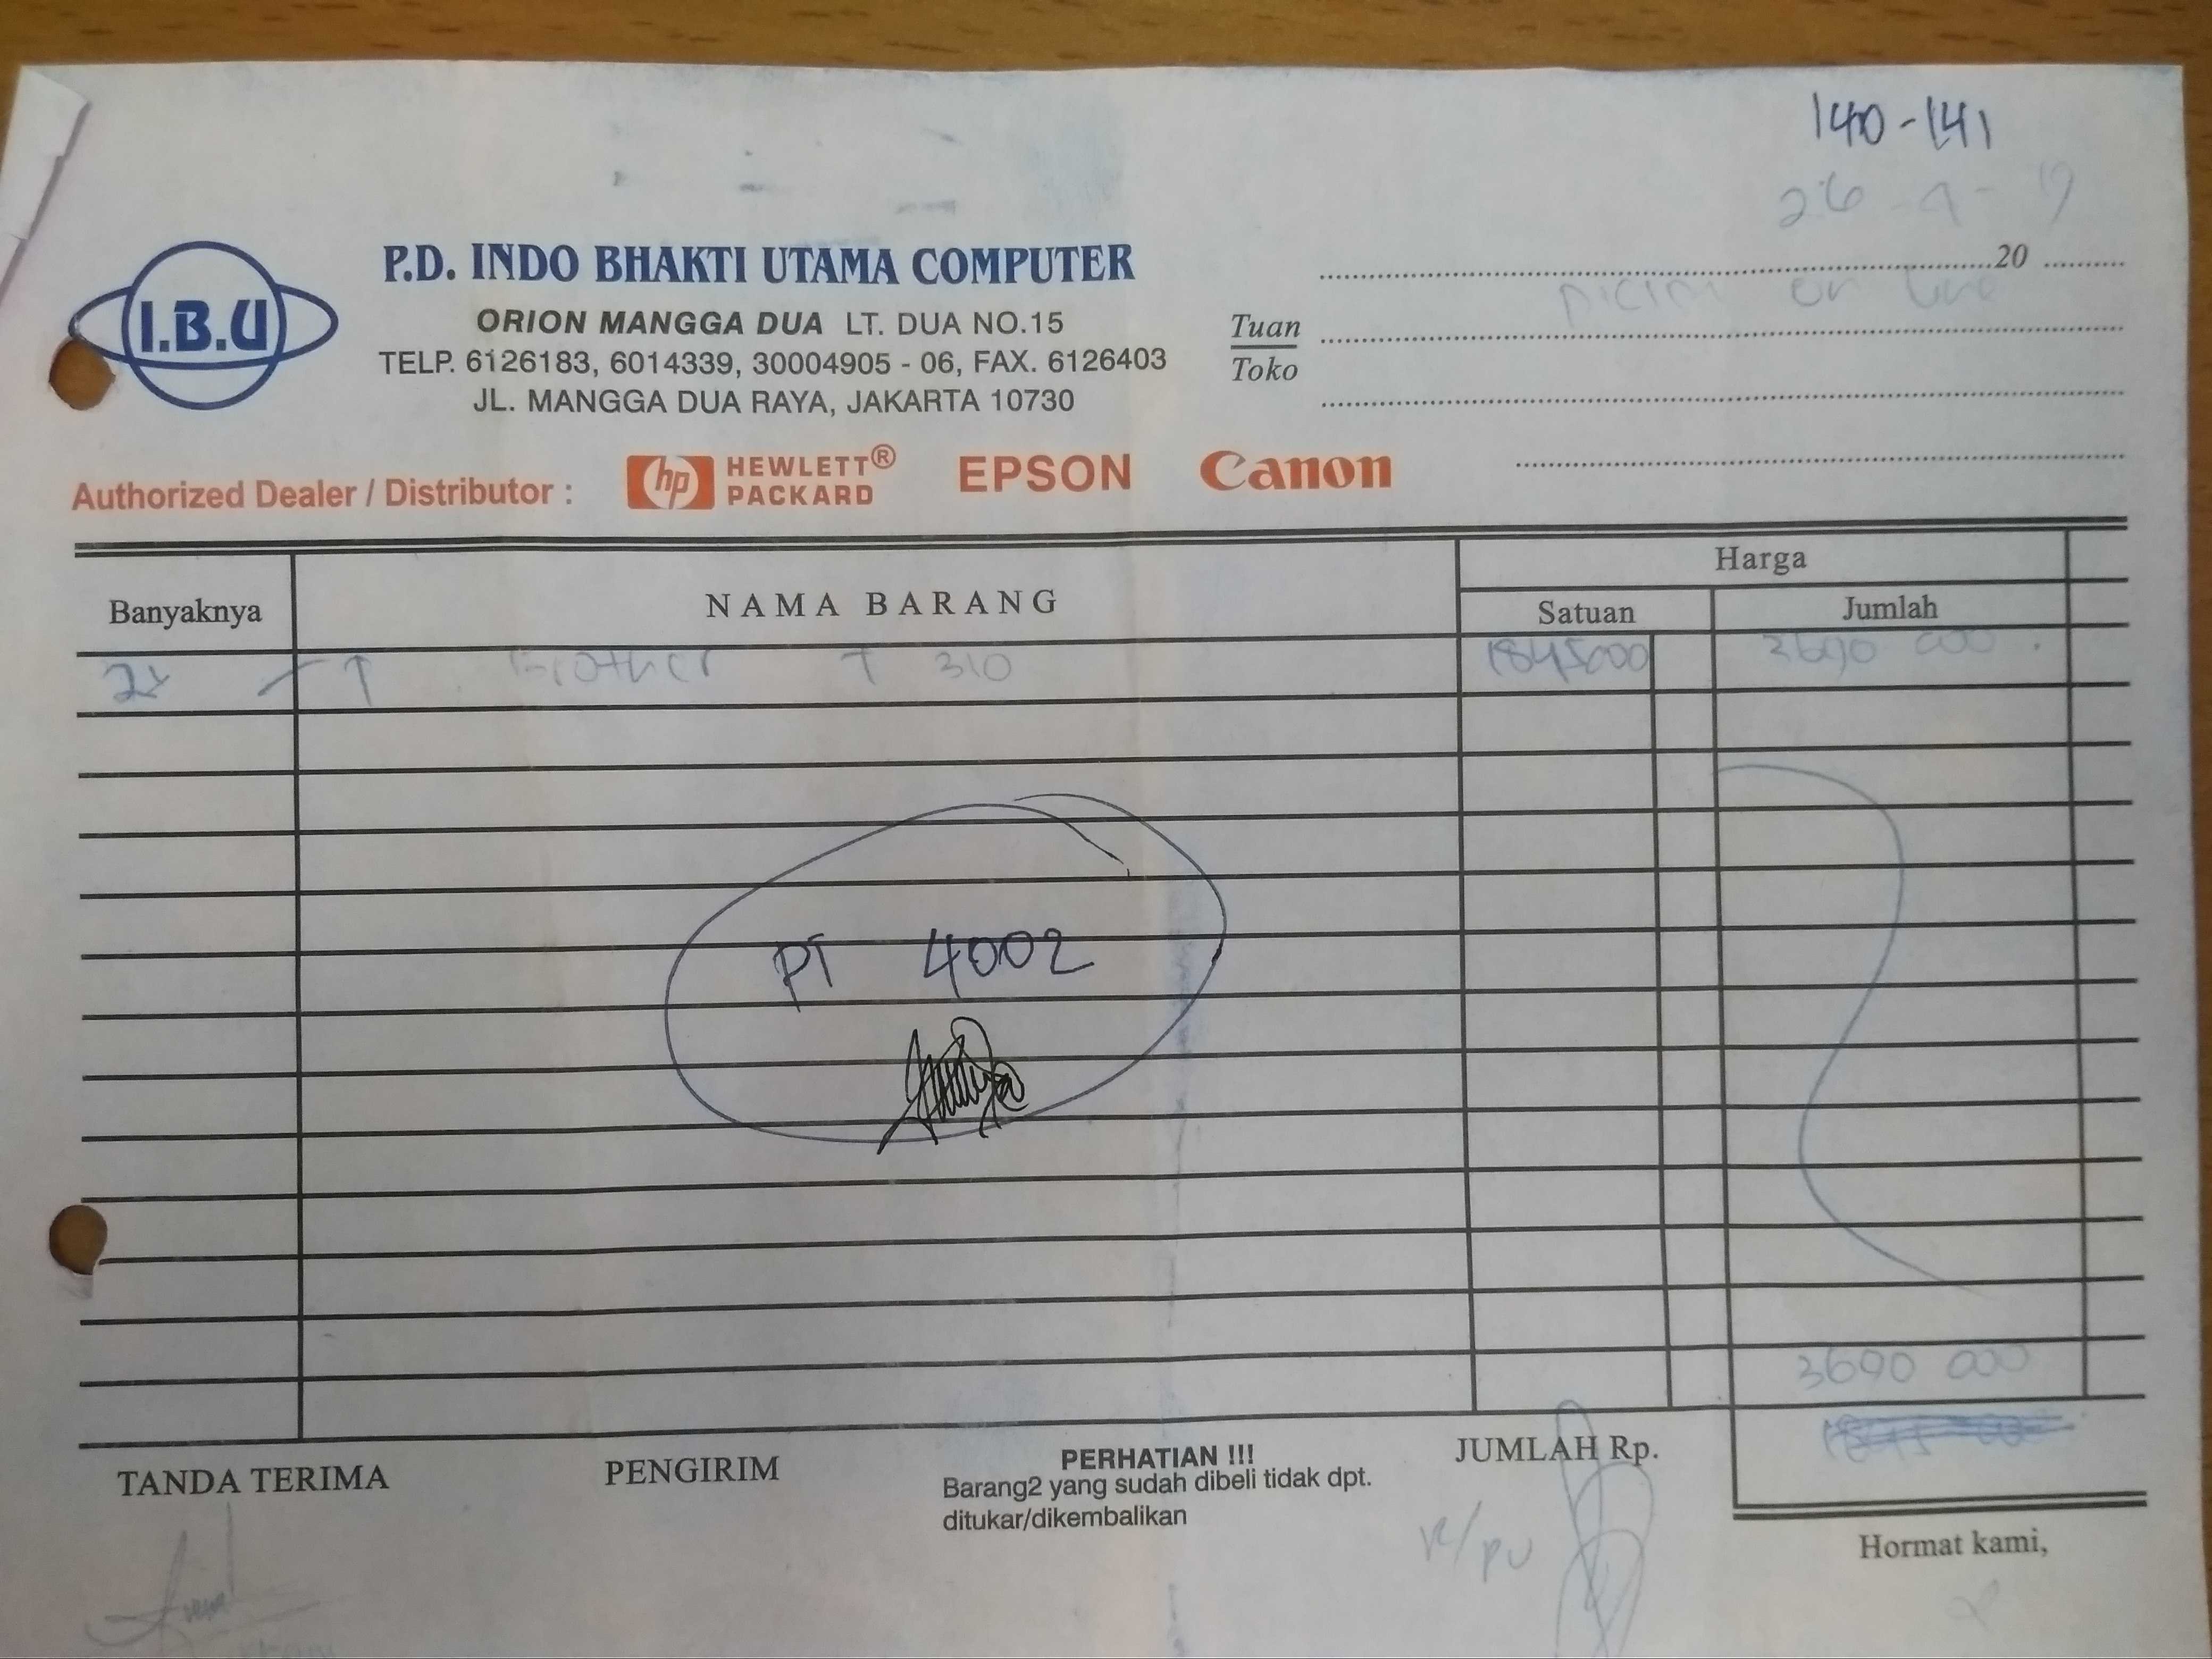 140-141
26-9-19
P.D. INDO BHAKTI UTAMA COMPUTER
I.B.U
ORION MANGGA DUA LT. DUA NO.15
TELP. 6126183, 6014339, 30004905 - 06, FAX. 6126403
JL. MANGGA DUA RAYA, JAKARTA 10730
20
Tuan
Toko
on line
Authorized Dealer / Distributor : hp HEWLETT® PACKARD EPSON Canon
Banyaknya NAMA BARANG Harga
Satuan Jumlah
Brother T 310 1845000 3690 000
PT 4002
3690 000
TANDA TERIMA PENGIRIM PERHATIAN !!! JUMLAH Rp.
Barang2 yang sudah dibeli tidak dpt.
ditukar/dikembalikan
Hormat kami,